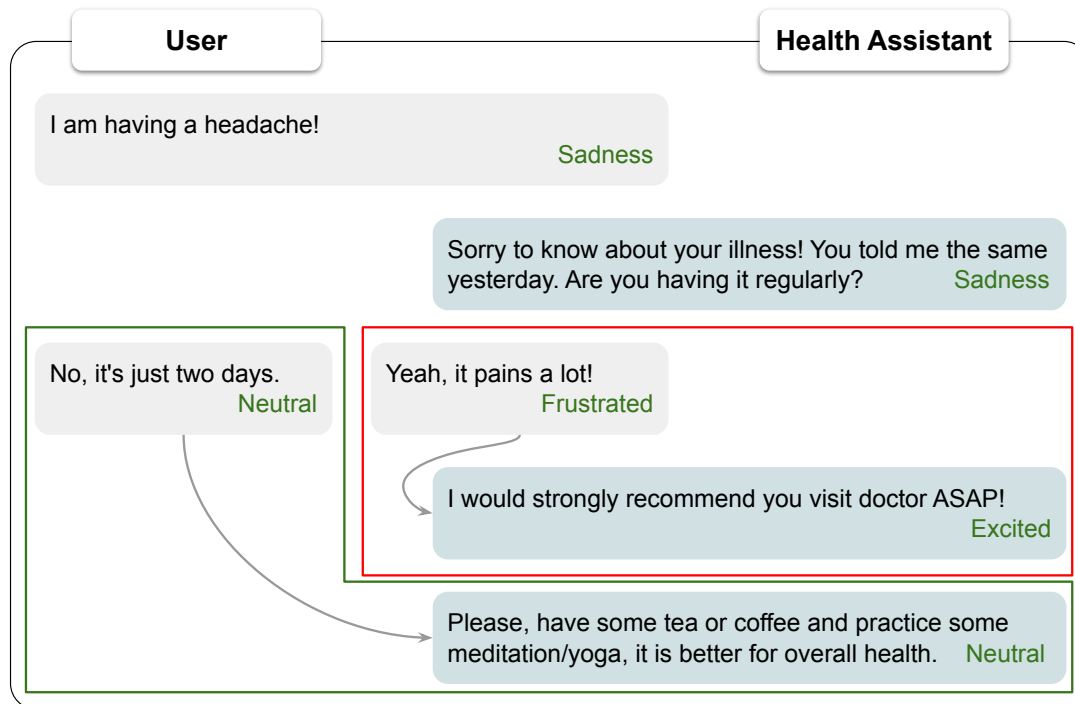 User
Health Assistant
I am having a headache!
Sadness
Sorry to know about your illness! You told me the same
yesterday. Are you having it regularly? Sadness
No, it's just two days.
Neutral
Yeah, it pains a lot!
Frustrated
I would strongly recommend you visit doctor ASAP!
Excited
Please, have some tea or coffee and practice some
meditation/yoga, it is better for overall health. Neutral